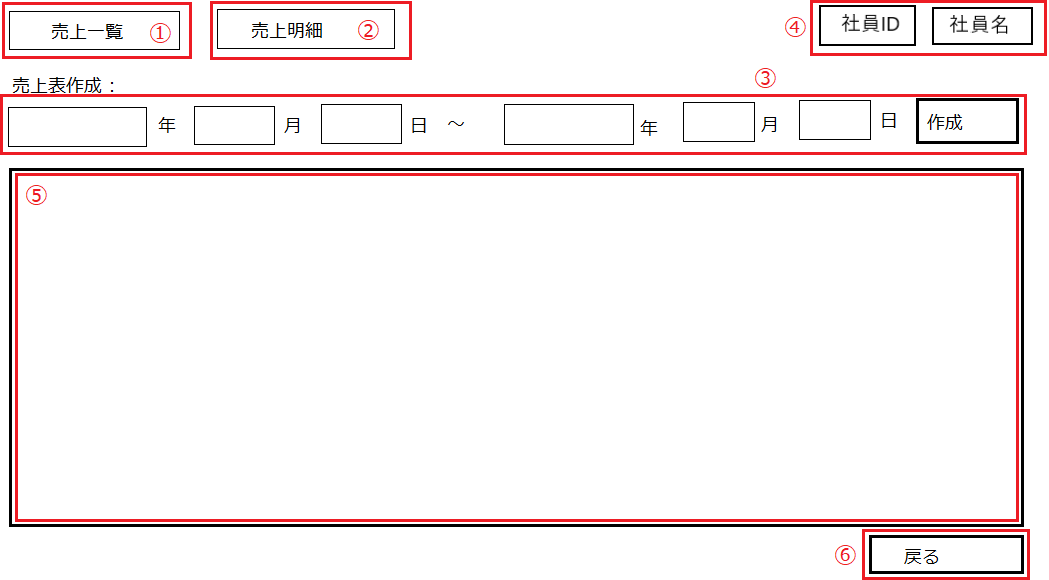 売上一覧 ① 売上明細 ② ④ 社員ID 社員名
③
売上表作成：
年 月 日 ～ 年 月 日 作成
⑤
⑥ 戻る